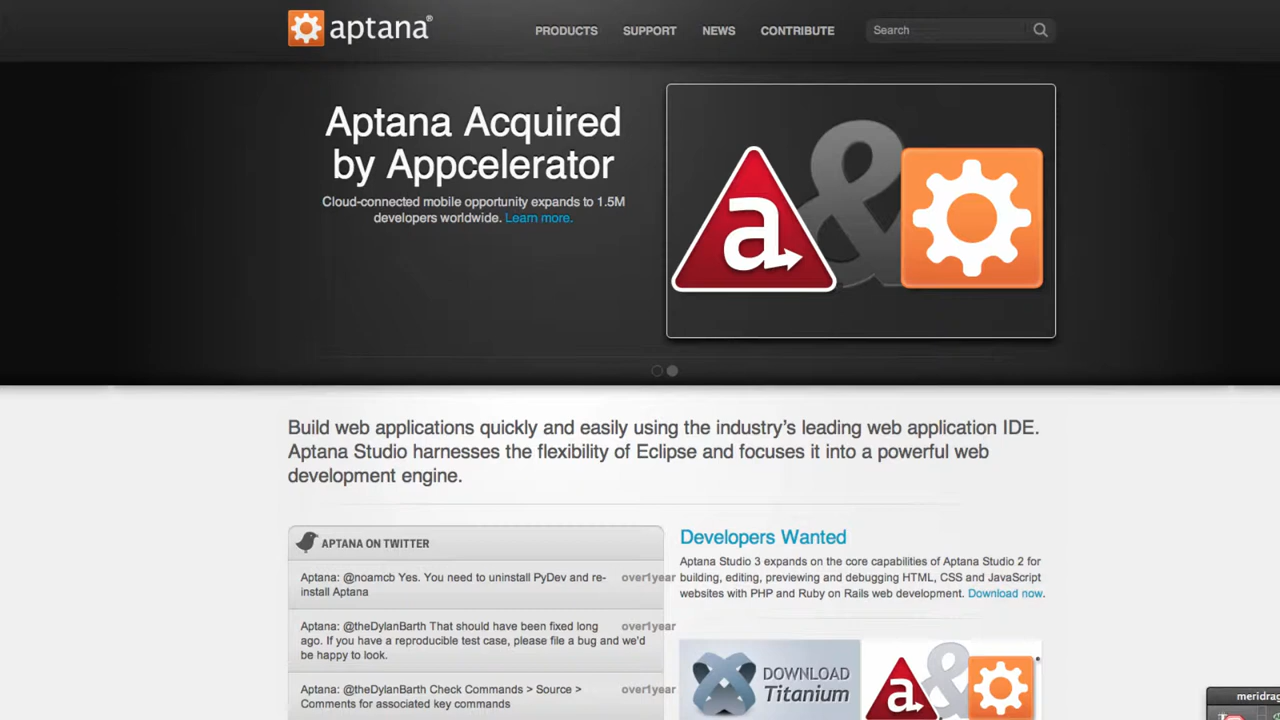 aptana®
PRODUCTS SUPPORT NEWS CONTRIBUTE Search
Aptana Acquired
by Appcelerator
Cloud-connected mobile opportunity expands to 1.5M
developers worldwide. Learn more.
a & 
Build web applications quickly and easily using the industry's leading web application IDE.
Aptana Studio harnesses the flexibility of Eclipse and focuses it into a powerful web
development engine.
APTANA ON TWITTER
Aptana: @noamcb Yes. You need to uninstall PyDev and re-
install Aptana
over1year
Aptana: @theDylanBarth That should have been fixed long
ago. If you have a reproducible test case, please file a bug and we'd
be happy to look.
over1year
Aptana: @theDylanBarth Check Commands > Source >
Comments for associated key commands
over1year
Developers Wanted
Aptana Studio 3 expands on the core capabilities of Aptana Studio 2 for
building, editing, previewing and debugging HTML, CSS and JavaScript
websites with PHP and Ruby on Rails web development. Download now.
DOWNLOAD
Titanium
a &